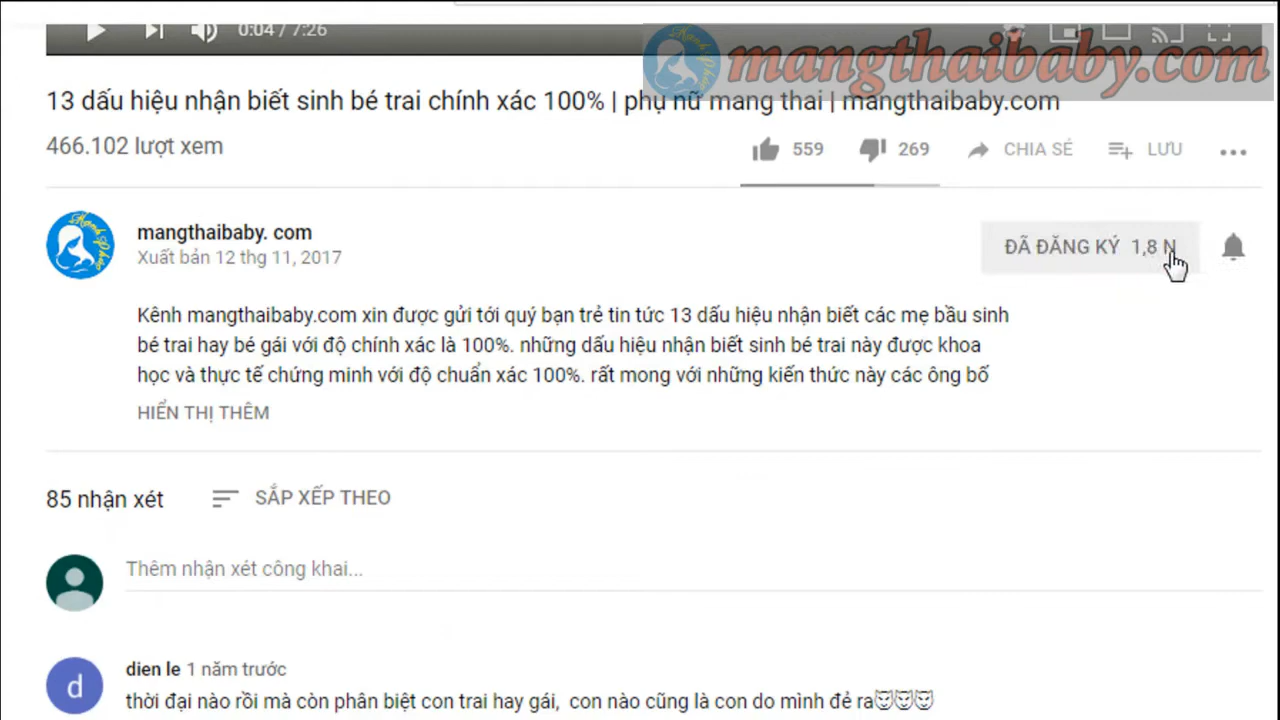 0:04 / 7:26
mangthaibaby.com
13 dấu hiệu nhận biết sinh bé trai chính xác 100% | phụ nữ mang thai | mangthaibaby.com
466.102 lượt xem
559
269
CHIA SẺ
LƯU
Mạnh Phúc
mangthaibaby. com
Xuất bản 12 thg 11, 2017
ĐÃ ĐĂNG KÝ 1,8 N
Kênh mangthaibaby.com xin được gửi tới quý bạn trẻ tin tức 13 dấu hiệu nhận biết các mẹ bầu sinh
bé trai hay bé gái với độ chính xác là 100%. những dấu hiệu nhận biết sinh bé trai này được khoa
học và thực tế chứng minh với độ chuẩn xác 100%. rất mong với những kiến thức này các ông bố
HIỂN THỊ THÊM
85 nhận xét
SẮP XẾP THEO
Thêm nhận xét công khai...
d
dien le 1 năm trước
thời đại nào rồi mà còn phân biệt con trai hay gái, con nào cũng là con do mình đẻ ra😈😈😈